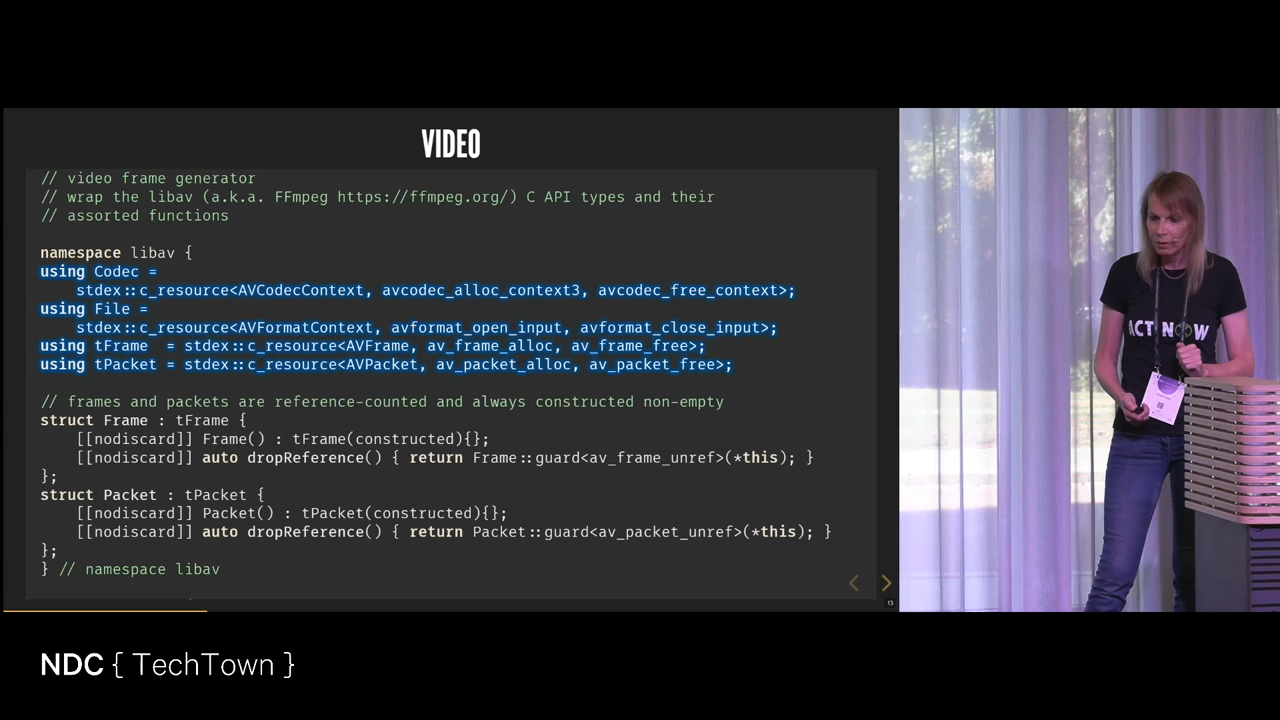 VIDEO
// video frame generator
// wrap the libav (a.k.a. FFmpeg https://ffmpeg.org/) C API types and their
// assorted functions
namespace libav {
using Codec =
stdex::c_resource<AVCodecContext, avcodec_alloc_context3, avcodec_free_context>;
using File =
stdex::c_resource<AVFormatContext, avformat_open_input, avformat_close_input>;
using tFrame = stdex::c_resource<AVFrame, av_frame_alloc, av_frame_free>;
using tPacket = stdex::c_resource<AVPacket, av_packet_alloc, av_packet_free>;
// frames and packets are reference-counted and always constructed non-empty
struct Frame : tFrame {
[[nodiscard]] Frame() : tFrame(constructed){};
[[nodiscard]] auto dropReference() { return Frame::guard<av_frame_unref>(*this); }
};
struct Packet : tPacket {
[[nodiscard]] Packet() : tPacket(constructed){};
[[nodiscard]] auto dropReference() { return Packet::guard<av_packet_unref>(*this); }
};
} // namespace libav
13
ACT NOW
NDC { TechTown }